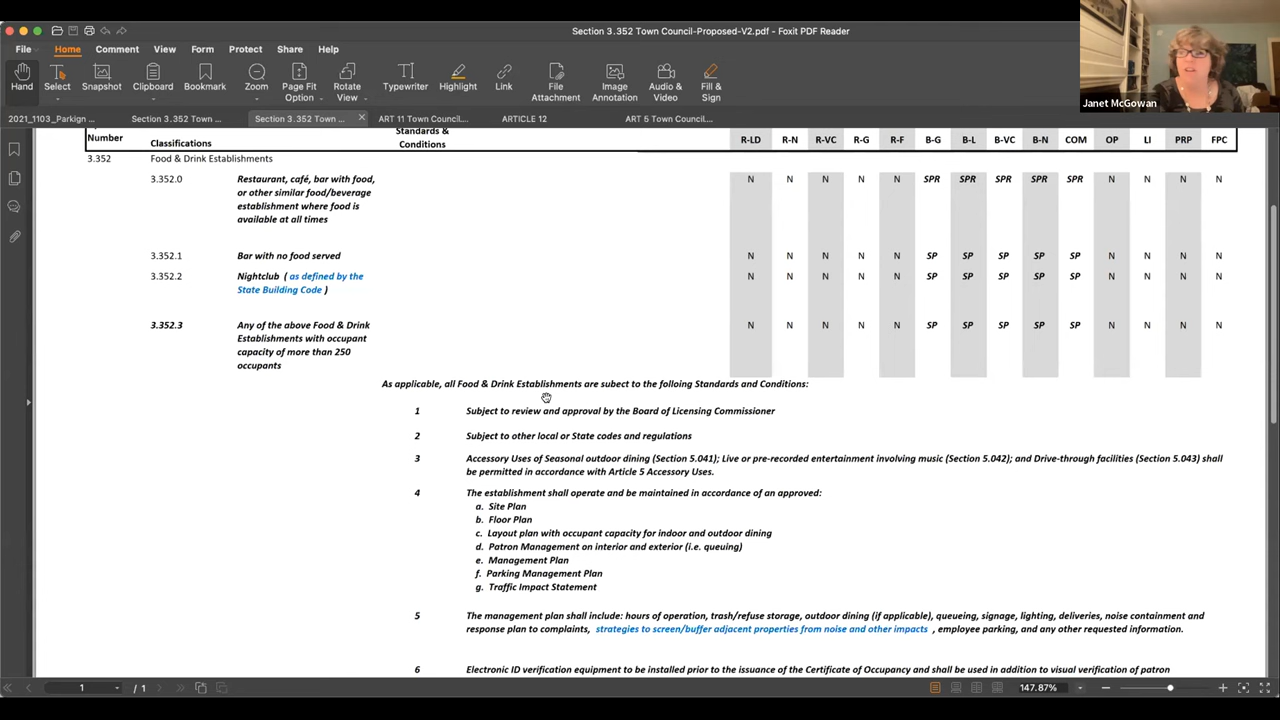 Section 3.352 Town Council-Proposed-V2.pdf - Foxit PDF Reader
File Home Comment View Form Protect Share Help
Hand Select Snapshot Clipboard Bookmark Zoom Page Fit Option Rotate View Typewriter Highlight Link File Attachment Image Annotation Audio & Video Fill & Sign
Janet McGowan
2021_1103_Parkign ... Section 3.352 Town ... Section 3.352 Town ... ART 11 Town Council.... ARTICLE 12 ART 5 Town Council....
Number Classifications Standards & Conditions R-LD R-N R-VC R-G R-F B-G B-L B-VC B-N COM OP LI PRP FPC
3.352 Food & Drink Establishments
3.352.0 Restaurant, café, bar with food, N N N N N SPR SPR SPR SPR SPR N N N N
or other similar food/beverage
establishment where food is
available at all times
3.352.1 Bar with no food served N N N N N SP SP SP SP SP N N N N
3.352.2 Nightclub ( as defined by the N N N N N SP SP SP SP SP N N N N
State Building Code )
3.352.3 Any of the above Food & Drink N N N N N SP SP SP SP SP N N N N
Establishments with occupant
capacity of more than 250
occupants
As applicable, all Food & Drink Establishments are subect to the folloing Standards and Conditions:
1 Subject to review and approval by the Board of Licensing Commissioner
2 Subject to other local or State codes and regulations
3 Accessory Uses of Seasonal outdoor dining (Section 5.041); Live or pre-recorded entertainment involving music (Section 5.042); and Drive-through facilities (Section 5.043) shall
be permitted in accordance with Article 5 Accessory Uses.
4 The establishment shall operate and be maintained in accordance of an approved:
a. Site Plan
b. Floor Plan
c. Layout plan with occupant capacity for indoor and outdoor dining
d. Patron Management on interior and exterior (i.e. queuing)
e. Management Plan
f. Parking Management Plan
g. Traffic Impact Statement
5 The management plan shall include: hours of operation, trash/refuse storage, outdoor dining (if applicable), queueing, signage, lighting, deliveries, noise containment and
response plan to complaints, strategies to screen/buffer adjacent properties from noise and other impacts , employee parking, and any other requested information.
6 Electronic ID verification equipment to be installed prior to the issuance of the Certificate of Occupancy and shall be used in addition to visual verification of patron
1 / 1 147.87%